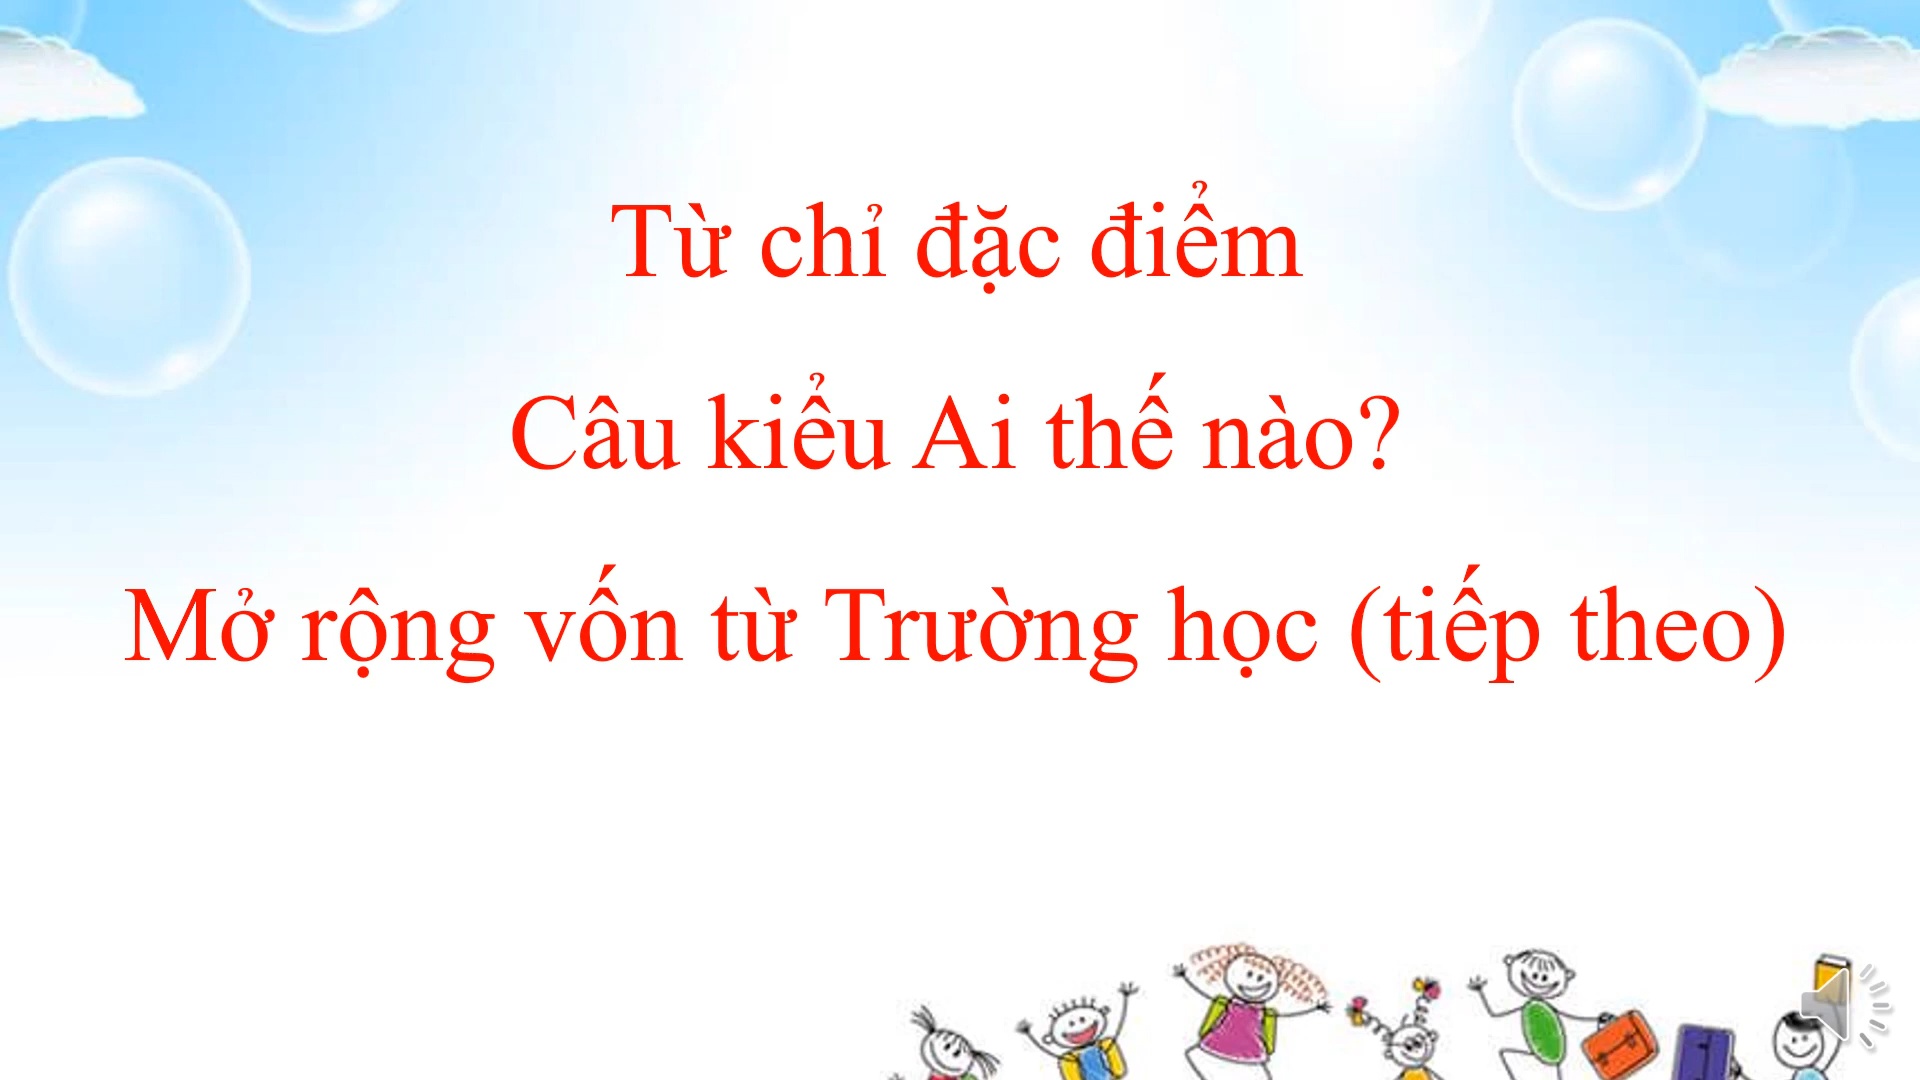 Từ chỉ đặc điểm
Câu kiểu Ai thế nào?
Mở rộng vốn từ Trường học (tiếp theo)